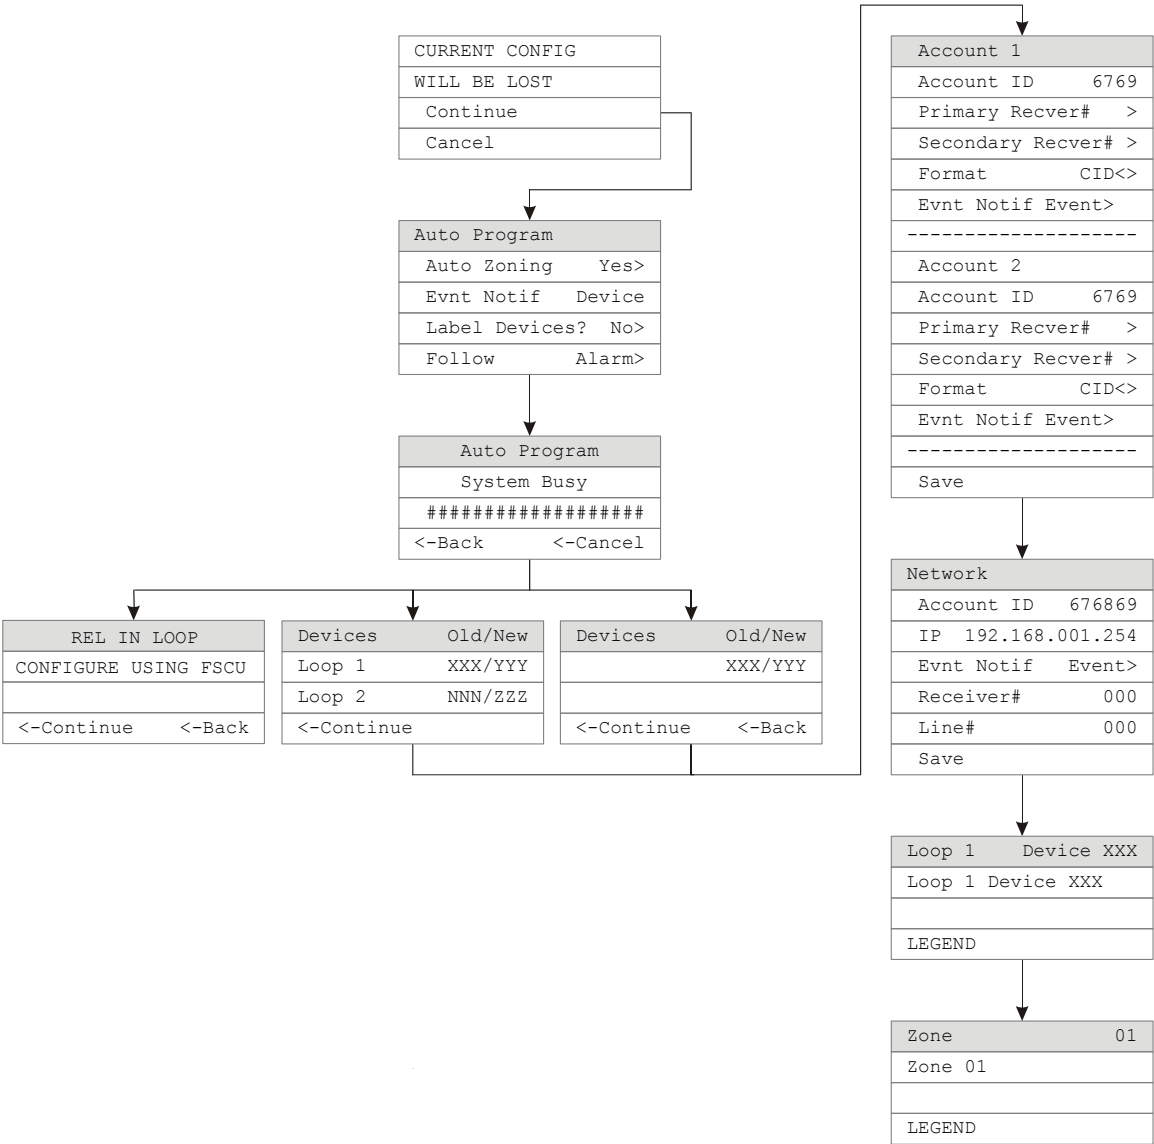 CURRENT CONFIG
WILL BE LOST
Continue
Cancel
Auto Program
Auto Zoning Yes>
Evnt Notif Device
Label Devices? No>
Follow Alarm>
Auto Program
System Busy
###################
<-Back <-Cancel
REL IN LOOP
CONFIGURE USING FSCU
<-Continue <-Back
Devices Old/New
Loop 1 XXX/YYY
Loop 2 NNN/ZZZ
<-Continue
Devices Old/New
XXX/YYY
<-Continue <-Back
Account 1
Account ID 6769
Primary Recver# >
Secondary Recver# >
Format CID<>
Evnt Notif Event>
--------------------
Account 2
Account ID 6769
Primary Recver# >
Secondary Recver# >
Format CID<>
Evnt Notif Event>
--------------------
Save
Network
Account ID 676869
IP 192.168.001.254
Evnt Notif Event>
Receiver# 000
Line# 000
Save
Loop 1 Device XXX
Loop 1 Device XXX
LEGEND
Zone 01
Zone 01
LEGEND